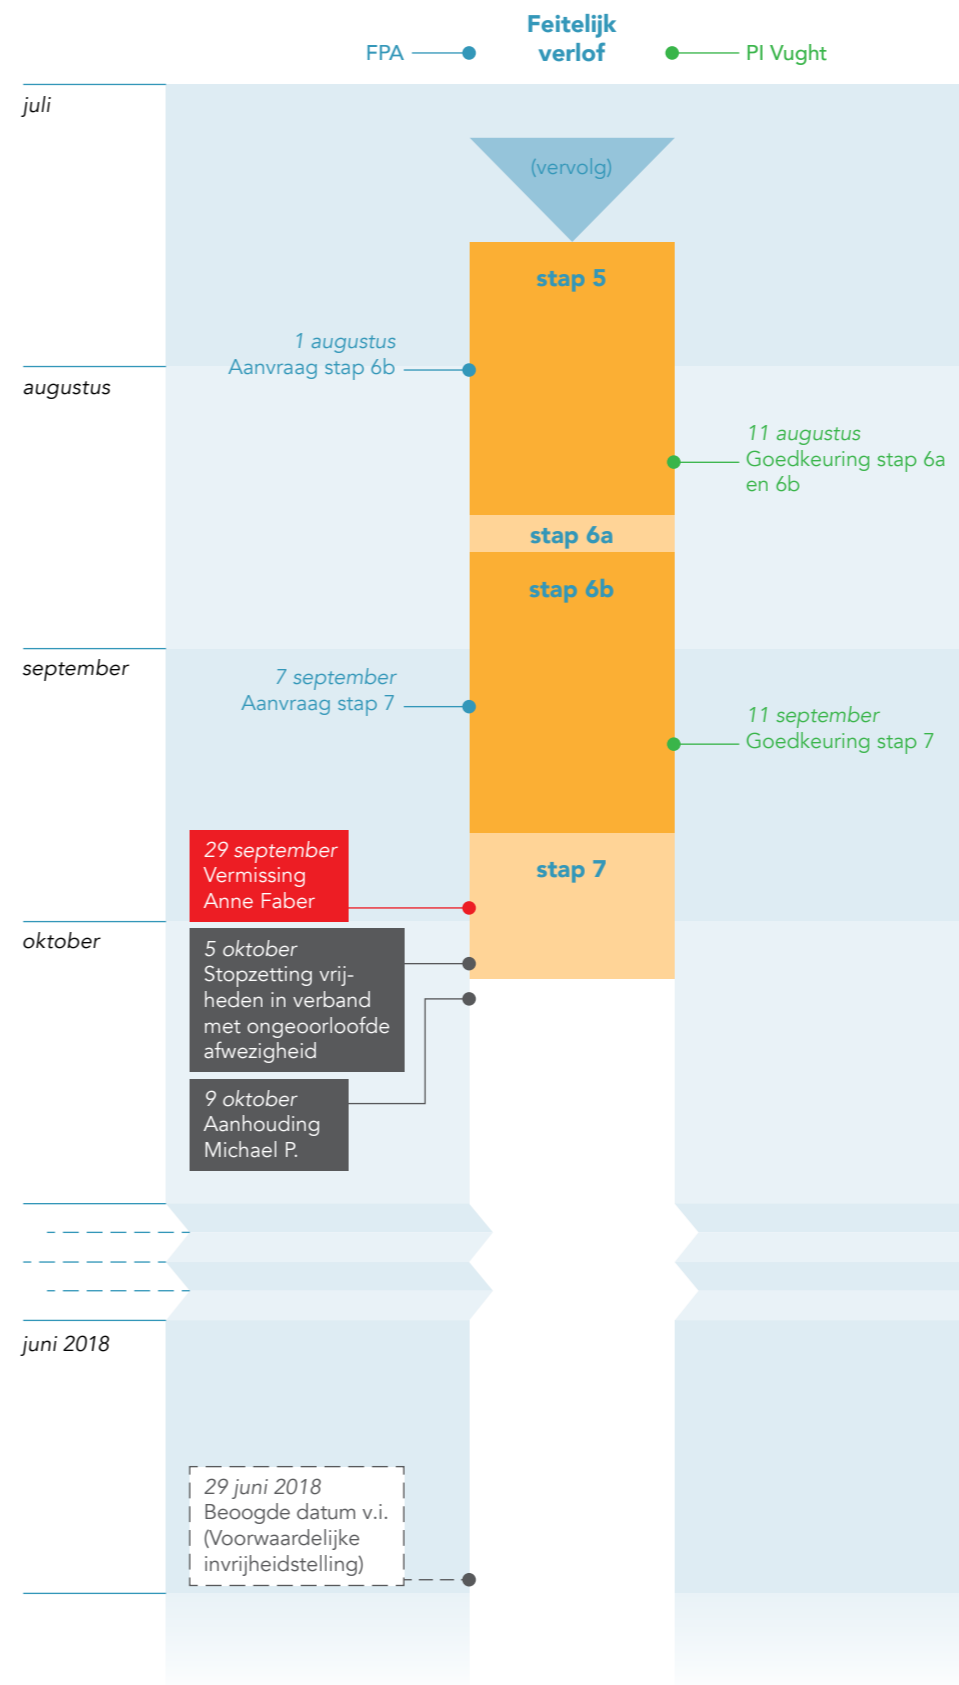 Feitelijk
verlof
FPA
PI Vught
juli
(vervolg)
stap 5
1 augustus
Aanvraag stap 6b
augustus
11 augustus
Goedkeuring stap 6a
en 6b
stap 6a
stap 6b
september
7 september
Aanvraag stap 7
11 september
Goedkeuring stap 7
29 september
Vermissing
Anne Faber
stap 7
oktober
5 oktober
Stopzetting vrij-
heden in verband
met ongeoorloofde
afwezigheid
9 oktober
Aanhouding
Michael P.
juni 2018
29 juni 2018
Beoogde datum v.i.
(Voorwaardelijke
invrijheidstelling)